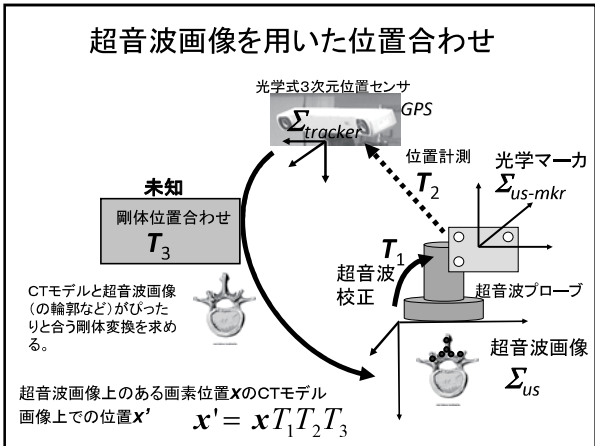 超音波画像を用いた位置合わせ
光学式3次元位置センサ
GPS
Σtracker
位置計測
T2
光学マーカ
Σus-mkr
未知
剛体位置合わせ
T3
T1
超音波
校正
超音波プローブ
CTモデルと超音波画像
(の輪郭など)がぴった
りと合う剛体変換を求め
る。
超音波画像
Σus
超音波画像上のある画素位置xのCTモデル
画像上での位置x'
x' = xT1T2T3